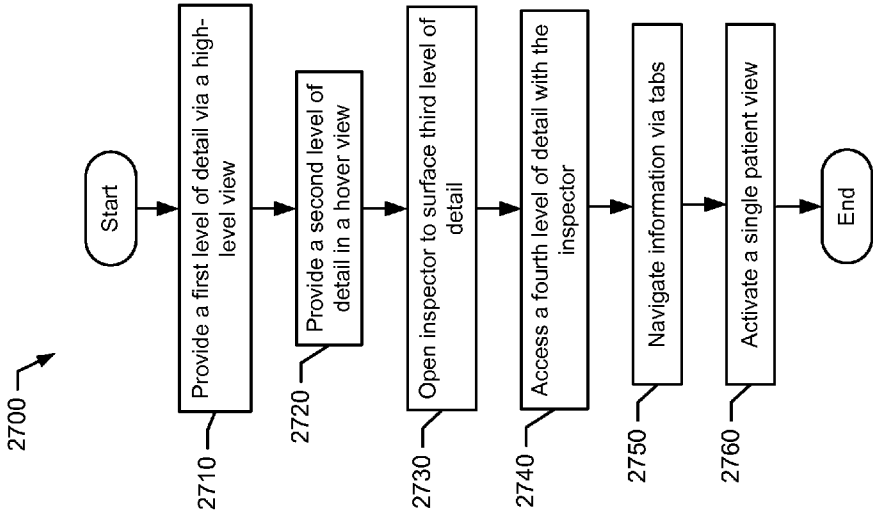 2700
Start
Provide a first level of detail via a high-
level view
2710
Provide a second level of
detail in a hover view
2720
Open inspector to surface third level of
detail
2730
Access a fourth level of detail with the
inspector
2740
Navigate information via tabs
2750
Activate a single patient view
2760
End